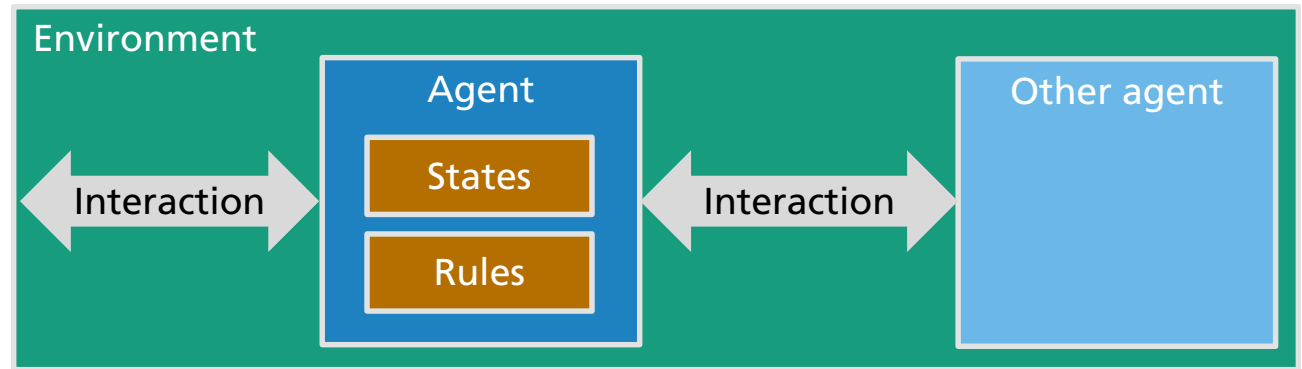 Environment
Agent
Other agent
States
Interaction
Interaction
Rules